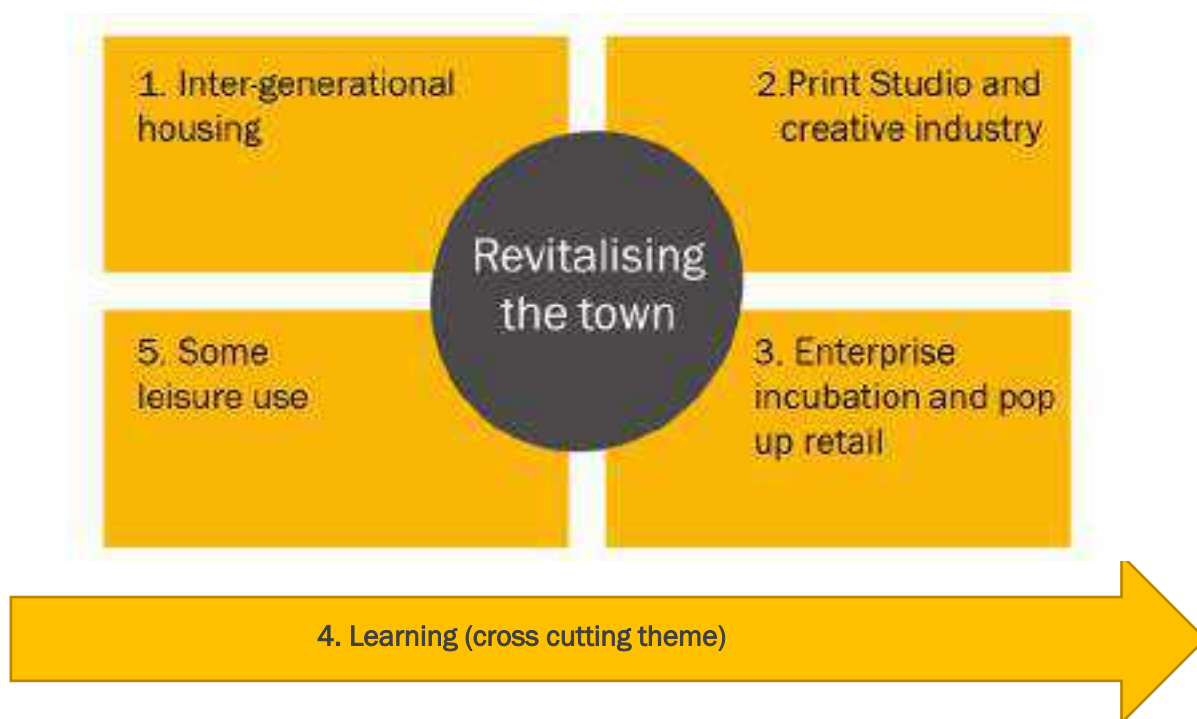 1. Inter-generational
housing
2.Print Studio and
creative industry
Revitalising
the town
5. Some
leisure use
3. Enterprise
incubation and pop
up retail
4. Learning (cross cutting theme)